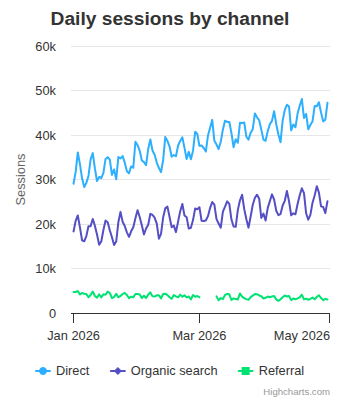 Daily sessions by channel
60k
50k
40k
30k
20k
10k
0
Sessions
Jan 2026
Mar 2026
May 2026
Direct
Organic search
Referral
Highcharts.com